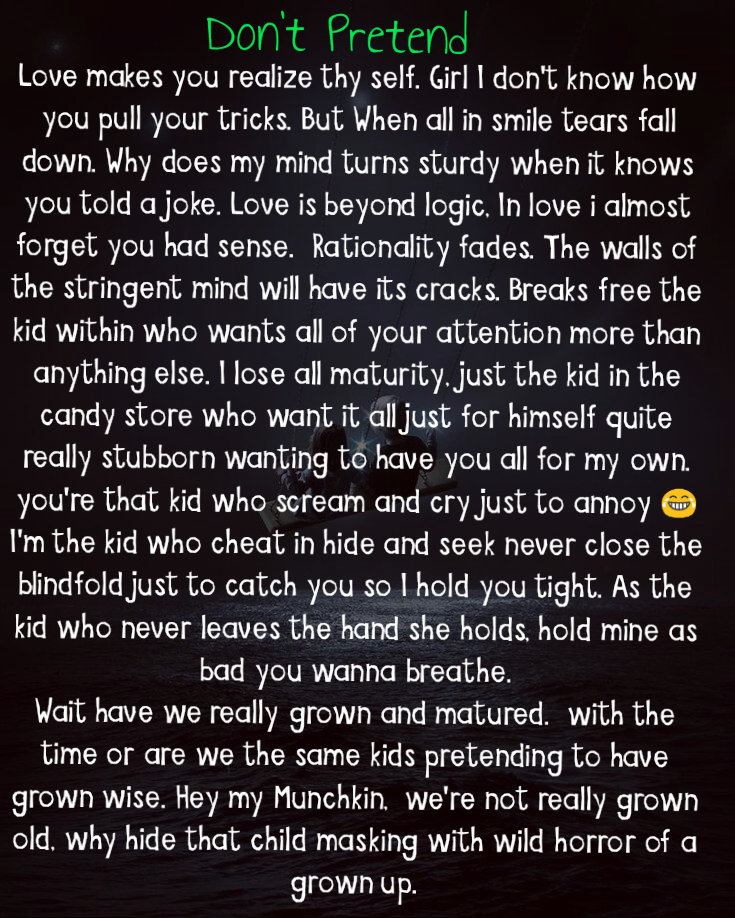 Don't Pretend
Love makes you realize thy self. Girl I don't know how
you pull your tricks. But When all in smile tears fall
down. Why does my mind turns sturdy when it knows
you told a joke. Love is beyond logic, In love i almost
forget you had sense. Rationality fades. The walls of
the stringent mind will have its cracks. Breaks free the
kid within who wants all of your attention more than
anything else. I lose all maturity, just the kid in the
candy store who want it all just for himself quite
really stubborn wanting to have you all for my own.
you're that kid who scream and cry just to annoy 😂
I'm the kid who cheat in hide and seek never close the
blindfold just to catch you so I hold you tight. As the
kid who never leaves the hand she holds, hold mine as
bad you wanna breathe.
Wait have we really grown and matured. with the
time or are we the same kids pretending to have
grown wise. Hey my Munchkin, we're not really grown
old, why hide that child masking with wild horror of a
grown up.